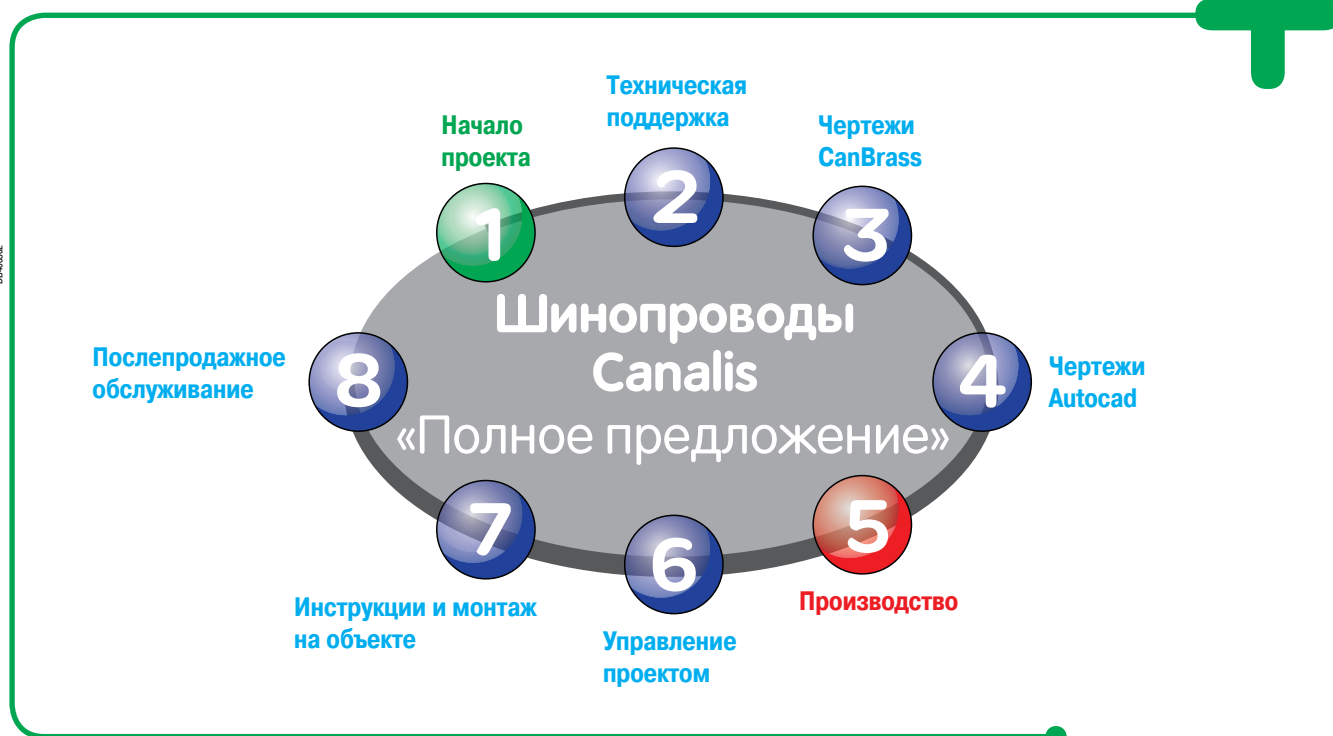 Начало
проекта
1
Техническая
поддержка
2
Чертежи
CanBrass
3
Чертежи
Autocad
4
5
Производство
6
Управление
проектом
7
Инструкции и монтаж
на объекте
8
Послепродажное
обслуживание
Шинопроводы
Canalis
«Полное предложение»